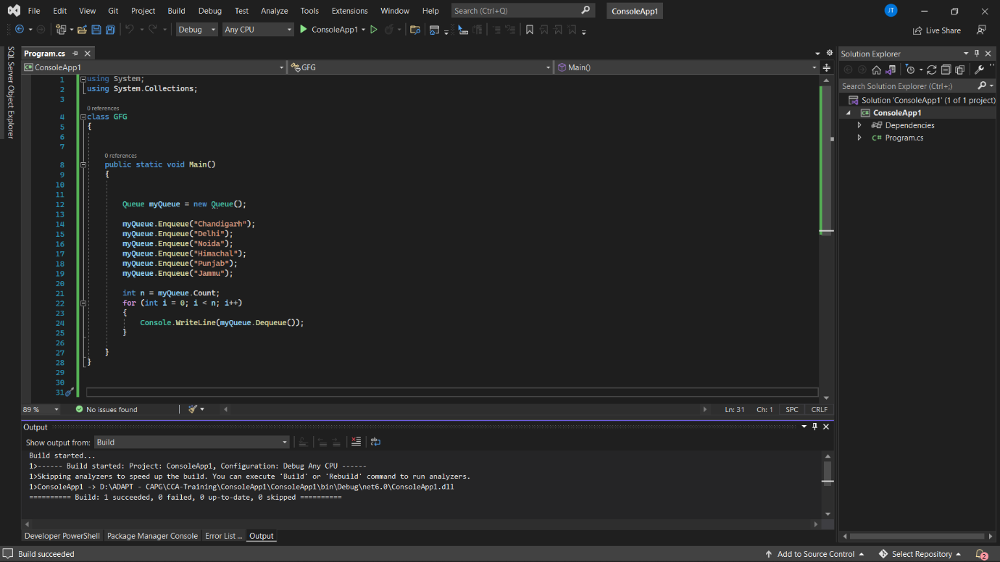 File Edit View Git Project Build Debug Test Analyze Tools Extensions Window Help Search (Ctrl+Q) ConsoleApp1 JT
Debug Any CPU ConsoleApp1 Live Share
SQL Server Object Explorer
Program.cs
ConsoleApp1 GFG Main()
1 using System;
2 using System.Collections;
3
0 references
4 class GFG
5 {
6
7
0 references
8 public static void Main()
9 {
10
11
12 Queue myQueue = new Queue();
13
14 myQueue.Enqueue("Chandigarh");
15 myQueue.Enqueue("Delhi");
16 myQueue.Enqueue("Noida");
17 myQueue.Enqueue("Himachal");
18 myQueue.Enqueue("Punjab");
19 myQueue.Enqueue("Jammu");
20
21 int n = myQueue.Count;
22 for (int i = 0; i < n; i++)
23 {
24 Console.WriteLine(myQueue.Dequeue());
25 }
26
27 }
28 }
29
30
31
89 % No issues found Ln: 31 Ch: 1 SPC CRLF
Solution Explorer
Search Solution Explorer (Ctrl+;)
Solution 'ConsoleApp1' (1 of 1 project)
C# ConsoleApp1
Dependencies
C# Program.cs
Output
Show output from: Build
Build started...
1>------ Build started: Project: ConsoleApp1, Configuration: Debug Any CPU ------
1>Skipping analyzers to speed up the build. You can execute 'Build' or 'Rebuild' command to run analyzers.
1>ConsoleApp1 -> D:\ADAPT - CAPG\CCA-Training\ConsoleApp1\ConsoleApp1\bin\Debug\net6.0\ConsoleApp1.dll
========== Build: 1 succeeded, 0 failed, 0 up-to-date, 0 skipped ==========
Developer PowerShell Package Manager Console Error List ... Output
Build succeeded Add to Source Control Select Repository 2